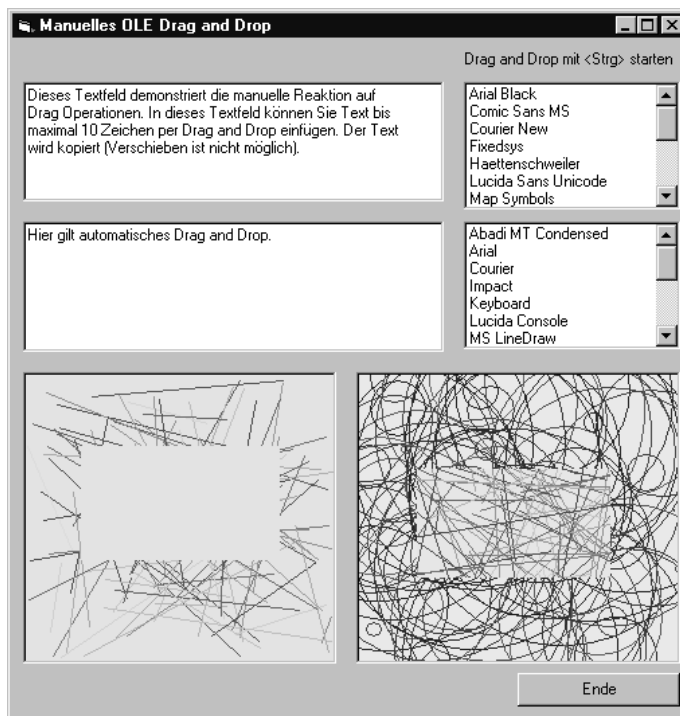 Manuelles OLE Drag and Drop
Drag and Drop mit <Strg> starten
Dieses Textfeld demonstriert die manuelle Reaktion auf
Drag Operationen. In dieses Textfeld können Sie Text bis
maximal 10 Zeichen per Drag and Drop einfügen. Der Text
wird kopiert (Verschieben ist nicht möglich).
Arial Black
Comic Sans MS
Courier New
Fixedsys
Haettenschweiler
Lucida Sans Unicode
Map Symbols
Hier gilt automatisches Drag and Drop.
Abadi MT Condensed
Arial
Courier
Impact
Keyboard
Lucida Console
MS LineDraw
Ende